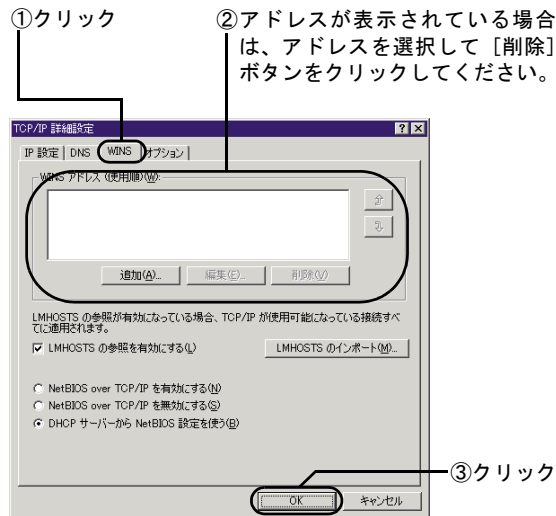 ①クリック
②アドレスが表示されている場合
は、アドレスを選択して［削除］
ボタンをクリックしてください。
TCP/IP 詳細設定
IP 設定 DNS WINS オプション
WINS アドレス (使用順)(W):
追加(A)... 編集(E)... 削除(V)
LMHOSTS の参照が有効になっている場合、TCP/IP が使用可能になっている接続すべ
てに適用されます。
LMHOSTS の参照を有効にする(L) LMHOSTS のインポート(M)...
NetBIOS over TCP/IP を有効にする(N)
NetBIOS over TCP/IP を無効にする(S)
DHCP サーバーから NetBIOS 設定を使う(B)
③クリック
OK キャンセル